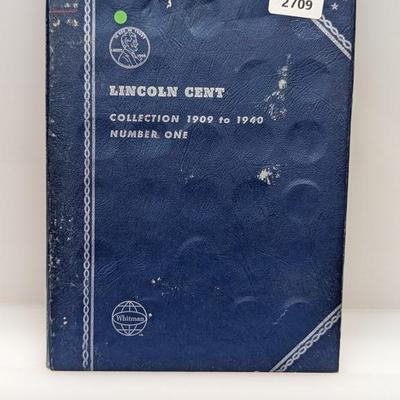 2709
LINCOLN CENT
COLLECTION 1909 to 1940
NUMBER ONE
Whitman